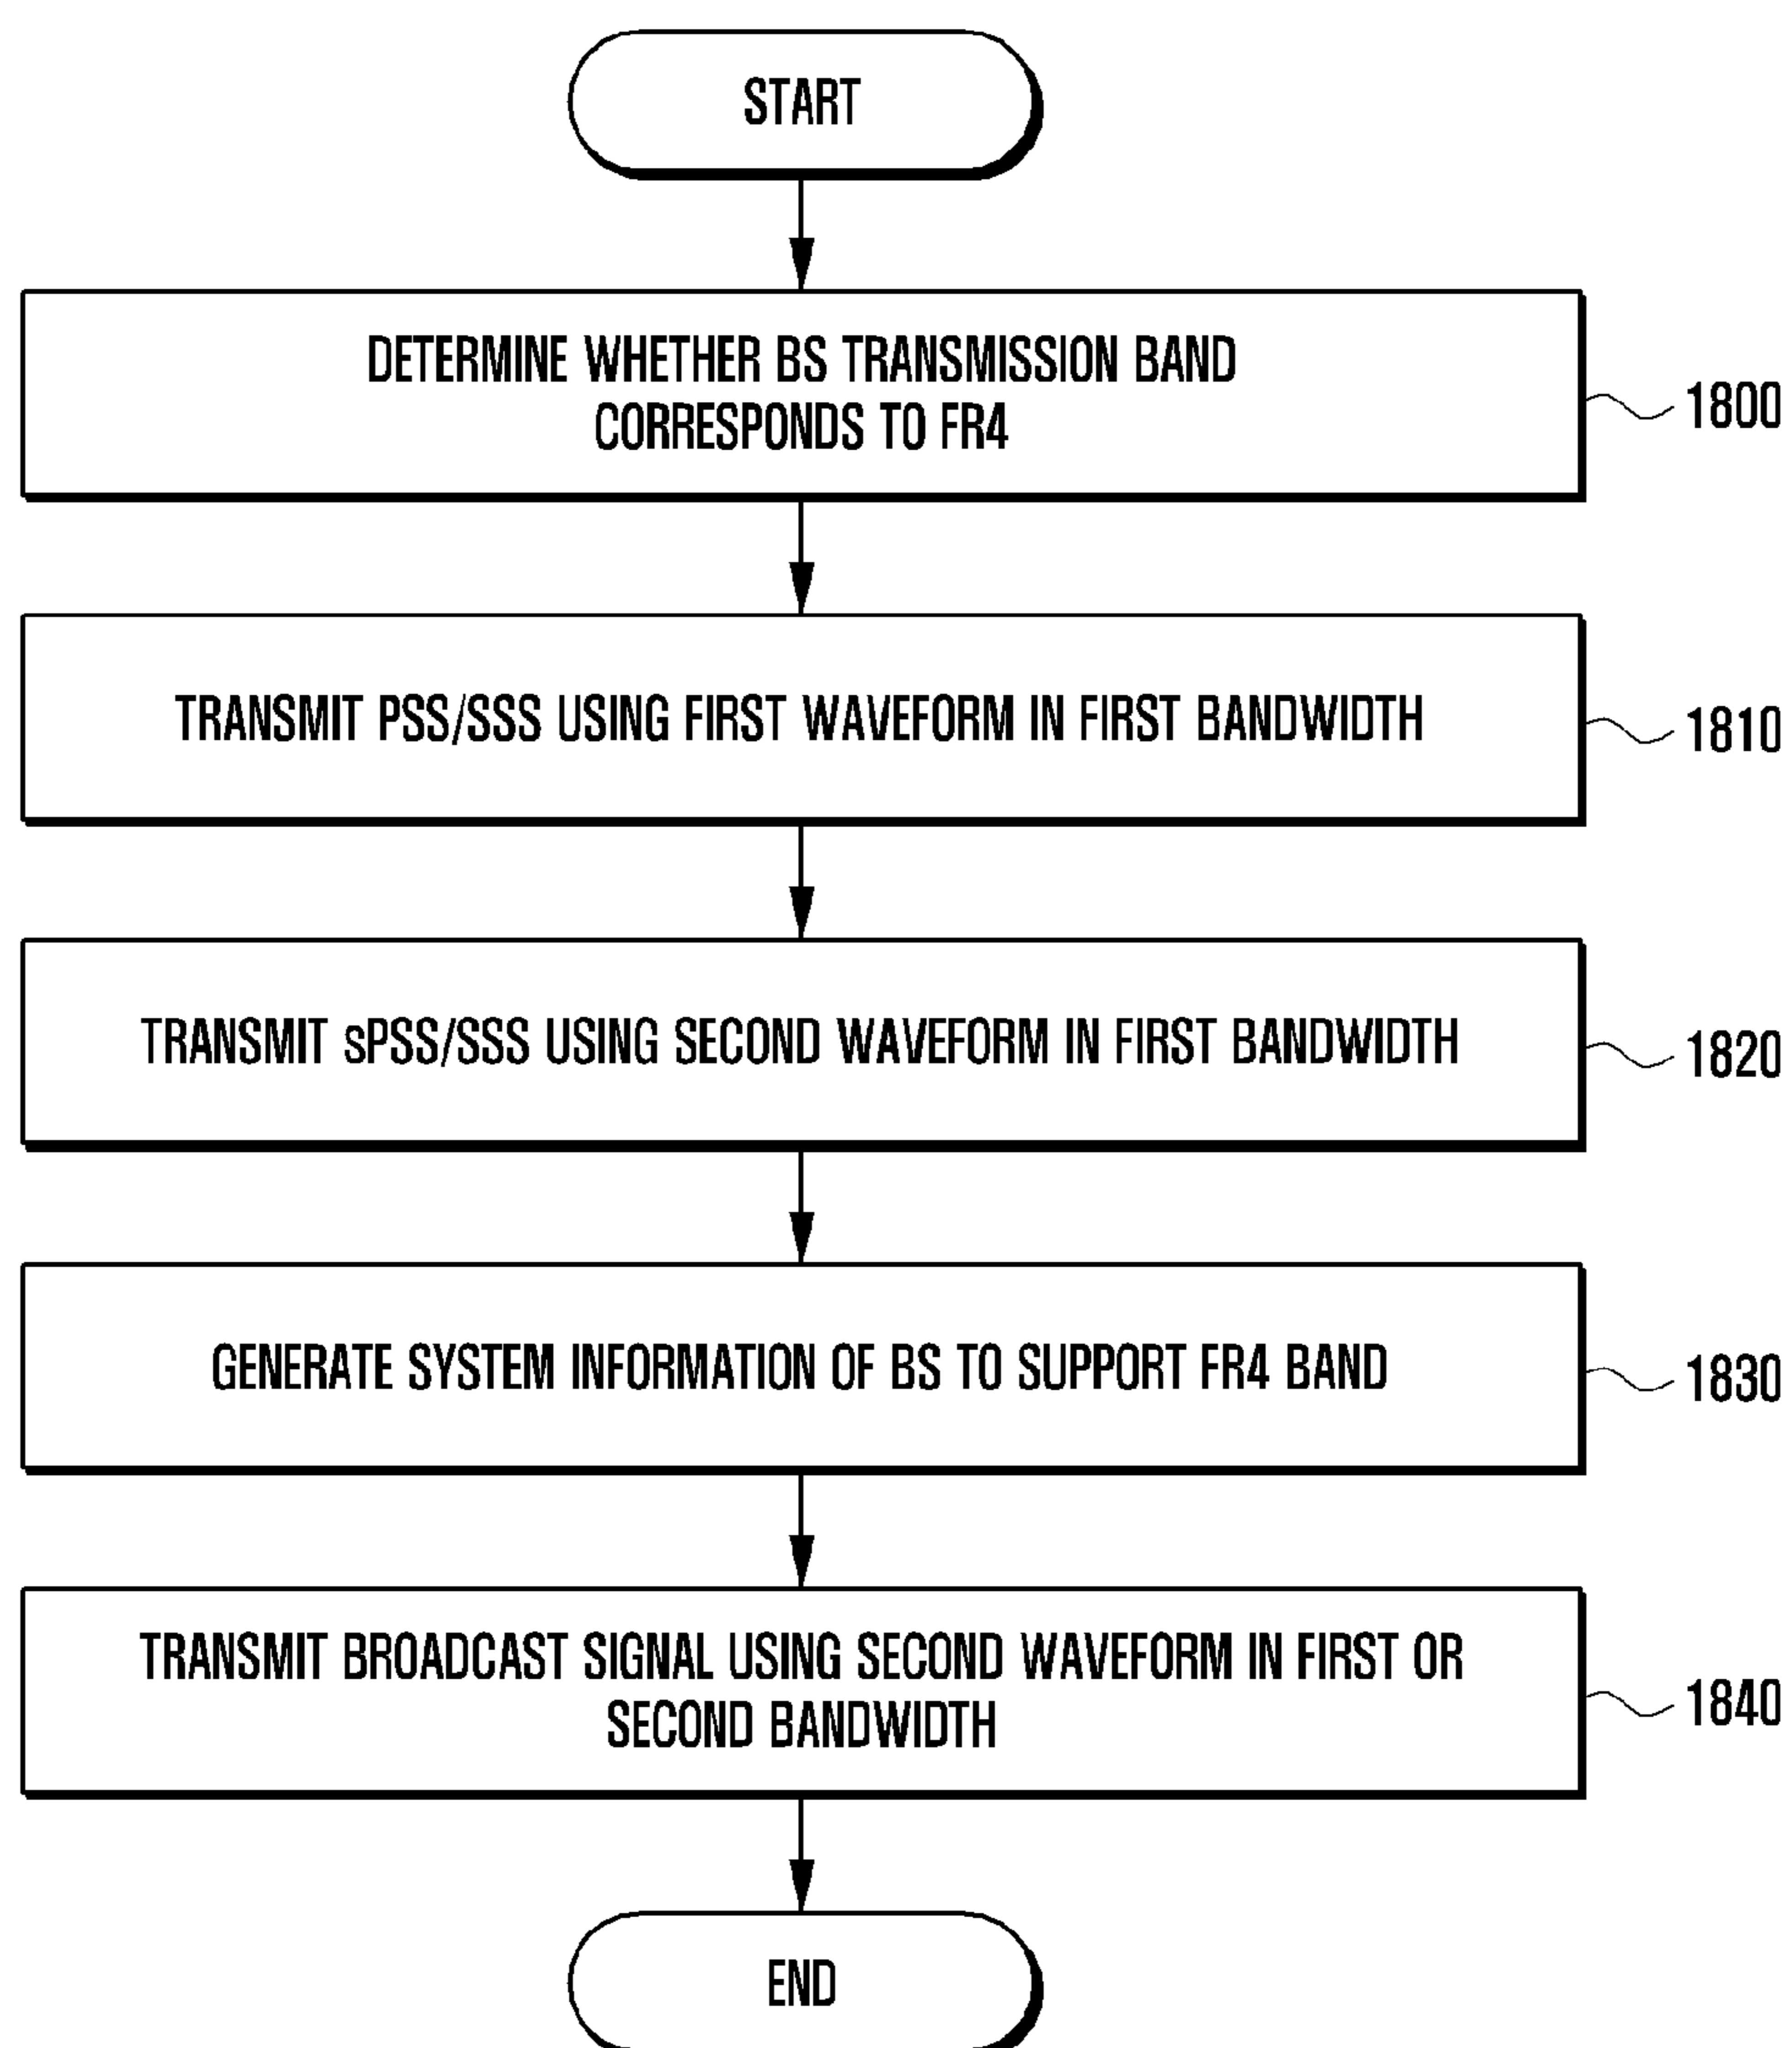 START
DETERMINE WHETHER BS TRANSMISSION BAND
CORRESPONDS TO FR4
1800
TRANSMIT PSS/SSS USING FIRST WAVEFORM IN FIRST BANDWIDTH
1810
TRANSMIT sPSS/SSS USING SECOND WAVEFORM IN FIRST BANDWIDTH
1820
GENERATE SYSTEM INFORMATION OF BS TO SUPPORT FR4 BAND
1830
TRANSMIT BROADCAST SIGNAL USING SECOND WAVEFORM IN FIRST OR
SECOND BANDWIDTH
1840
END